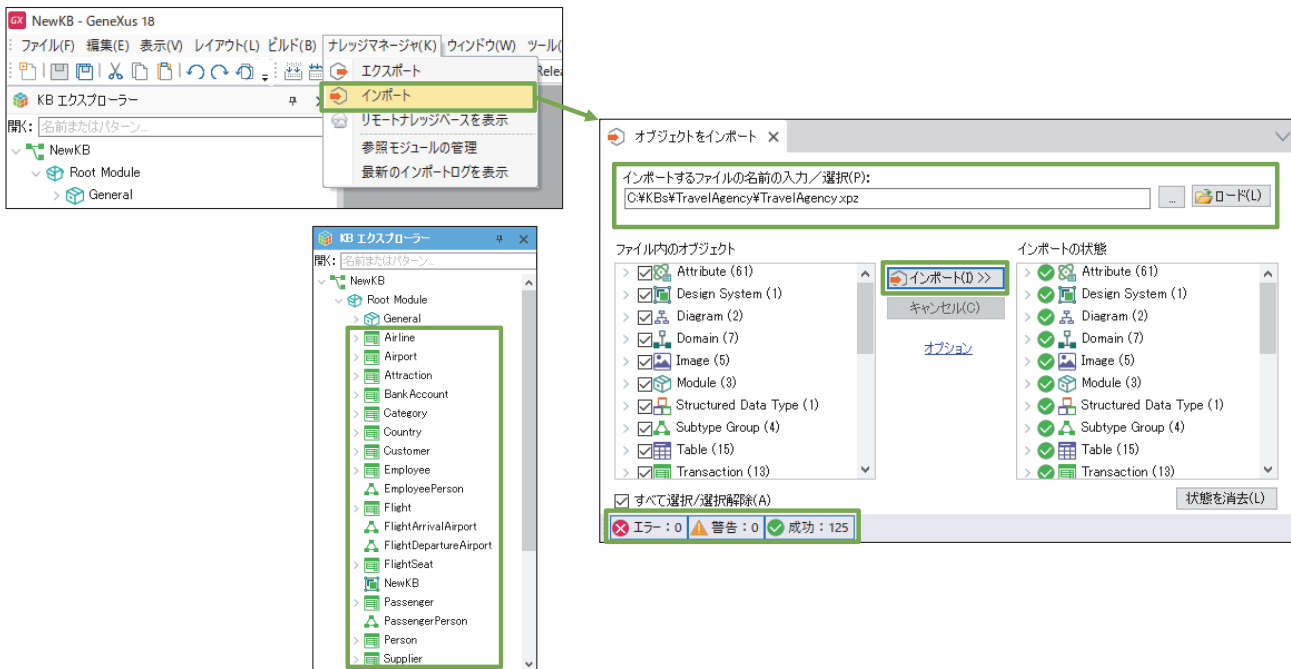 NewKB - GeneXus 18
ファイル(F) 編集(E) 表示(V) レイアウト(L) ビルド(B) ナレッジマネージャ(K) ウィンドウ(W) ツール(
エクスポート
Relea
インポート
リモートナレッジベースを表示
参照モジュールの管理
最新のインポートログを表示
KB エクスプローラー
開く: 名前またはパターン...
NewKB
Root Module
General
オブジェクトをインポート
インポートするファイルの名前の入力／選択(P):
C:¥KBs¥TravelAgency¥TravelAgency.xpz
... ロード(L)
ファイル内のオブジェクト
Attribute (61)
Design System (1)
Diagram (2)
Domain (7)
Image (5)
Module (3)
Structured Data Type (1)
Subtype Group (4)
Table (15)
Transaction (13)
すべて選択/選択解除(A)
インポート(I) >>
キャンセル(C)
オプション
インポートの状態
Attribute (61)
Design System (1)
Diagram (2)
Domain (7)
Image (5)
Module (3)
Structured Data Type (1)
Subtype Group (4)
Table (15)
Transaction (13)
状態を消去(L)
エラー：0 警告：0 成功：125
KB エクスプローラー
開く: 名前またはパターン...
NewKB
Root Module
General
Airline
Airport
Attraction
BankAccount
Category
Country
Customer
Employee
EmployeePerson
Flight
FlightArrivalAirport
FlightDepartureAirport
FlightSeat
NewKB
Passenger
PassengerPerson
Person
Supplier